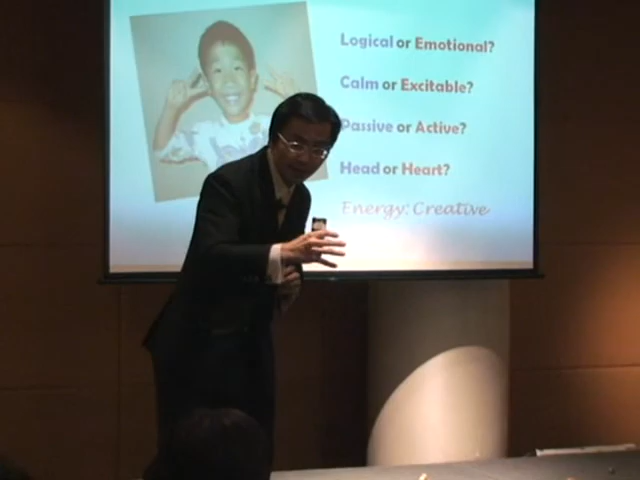 Logical or Emotional?
Calm or Excitable?
Passive or Active?
Head or Heart?
Energy: Creative